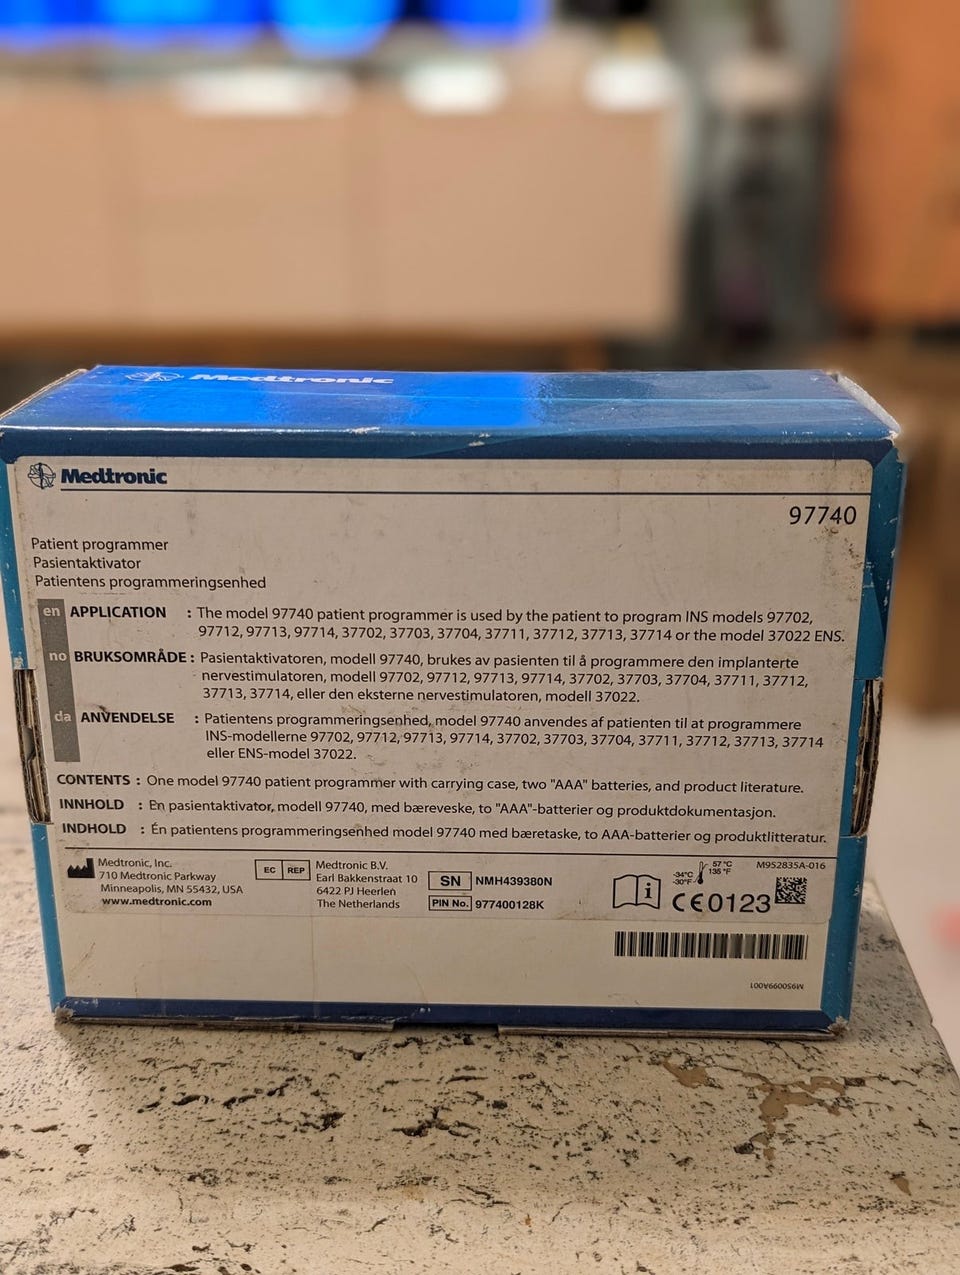 Medtronic
Medtronic
97740
Patient programmer
Pasientaktivator
Patientens programmeringsenhed
en APPLICATION : The model 97740 patient programmer is used by the patient to program INS models 97702,
97712, 97713, 97714, 37702, 37703, 37704, 37711, 37712, 37713, 37714 or the model 37022 ENS.
no BRUKSOMRÅDE : Pasientaktivatoren, modell 97740, brukes av pasienten til å programmere den implanterte
nervestimulatoren, modell 97702, 97712, 97713, 97714, 37702, 37703, 37704, 37711, 37712,
37713, 37714, eller den eksterne nervestimulatoren, modell 37022.
da ANVENDELSE : Patientens programmeringsenhed, model 97740 anvendes af patienten til at programmere
INS-modellerne 97702, 97712, 97713, 97714, 37702, 37703, 37704, 37711, 37712, 37713, 37714
eller ENS-model 37022.
CONTENTS : One model 97740 patient programmer with carrying case, two "AAA" batteries, and product literature.
INNHOLD : En pasientaktivator, modell 97740, med bæreveske, to "AAA"-batterier og produktdokumentasjon.
INDHOLD : Én patientens programmeringsenhed model 97740 med bæretaske, to AAA-batterier og produktlitteratur.
Medtronic, Inc.
710 Medtronic Parkway
Minneapolis, MN 55432, USA
www.medtronic.com
EC REP
Medtronic B.V.
Earl Bakkenstraat 10
6422 PJ Heerlen
The Netherlands
SN NMH439380N
PIN No. 977400128K
i
-34°C
-30°F
57 °C
135 °F
CE0123
M952835A-016
M950099A001